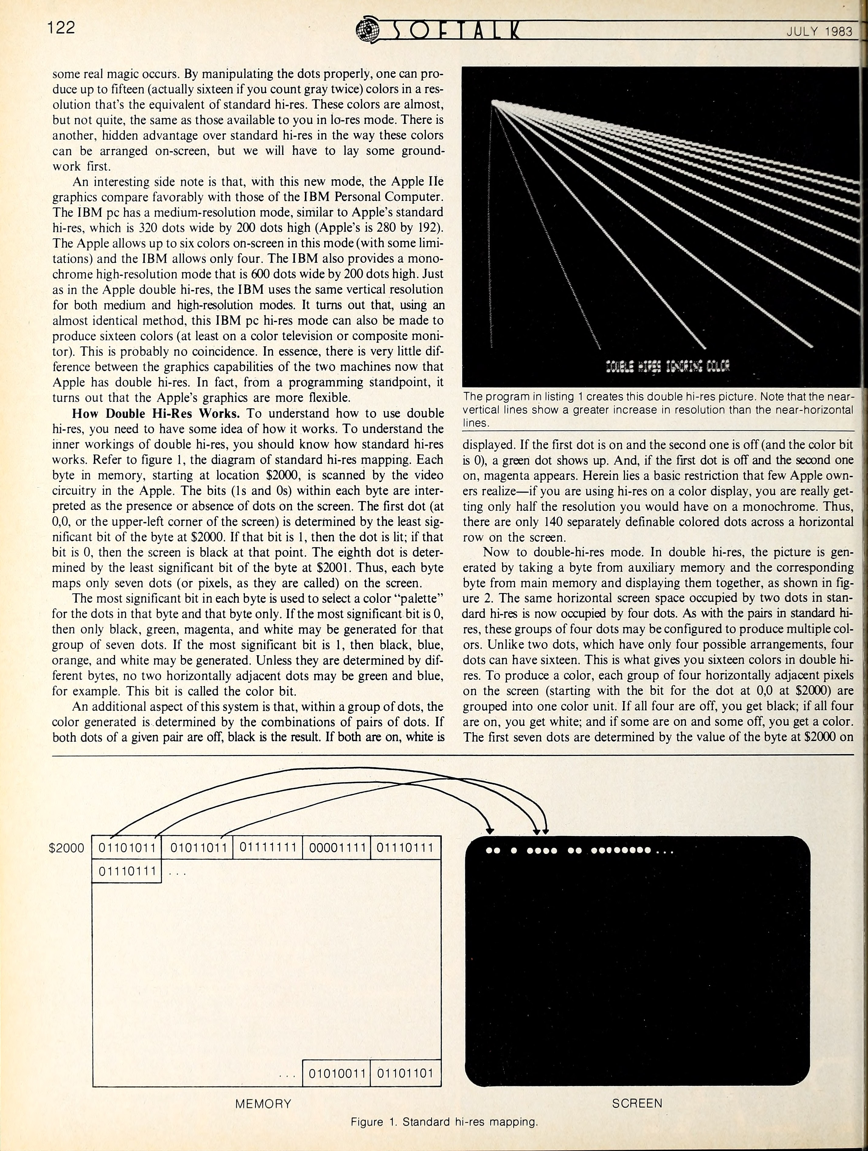 122
SOFTALK
JULY 1983
some real magic occurs. By manipulating the dots properly, one can pro-
duce up to fifteen (actually sixteen if you count gray twice) colors in a res-
olution that's the equivalent of standard hi-res. These colors are almost,
but not quite, the same as those available to you in lo-res mode. There is
another, hidden advantage over standard hi-res in the way these colors
can be arranged on-screen, but we will have to lay some ground-
work first.
An interesting side note is that, with this new mode, the Apple IIe
graphics compare favorably with those of the IBM Personal Computer.
The IBM pc has a medium-resolution mode, similar to Apple's standard
hi-res, which is 320 dots wide by 200 dots high (Apple's is 280 by 192).
The Apple allows up to six colors on-screen in this mode (with some limi-
tations) and the IBM allows only four. The IBM also provides a mono-
chrome high-resolution mode that is 600 dots wide by 200 dots high. Just
as in the Apple double hi-res, the IBM uses the same vertical resolution
for both medium and high-resolution modes. It turns out that, using an
almost identical method, this IBM pc hi-res mode can also be made to
produce sixteen colors (at least on a color television or composite moni-
tor). This is probably no coincidence. In essence, there is very little dif-
ference between the graphics capabilities of the two machines now that
Apple has double hi-res. In fact, from a programming standpoint, it
turns out that the Apple's graphics are more flexible.
How Double Hi-Res Works. To understand how to use double
hi-res, you need to have some idea of how it works. To understand the
inner workings of double hi-res, you should know how standard hi-res
works. Refer to figure 1, the diagram of standard hi-res mapping. Each
byte in memory, starting at location $2000, is scanned by the video
circuitry in the Apple. The bits (1s and 0s) within each byte are inter-
preted as the presence or absence of dots on the screen. The first dot (at
0,0, or the upper-left corner of the screen) is determined by the least sig-
nificant bit of the byte at $2000. If that bit is 1, then the dot is lit; if that
bit is 0, then the screen is black at that point. The eighth dot is deter-
mined by the least significant bit of the byte at $2001. Thus, each byte
maps only seven dots (or pixels, as they are called) on the screen.
The most significant bit in each byte is used to select a color "palette"
for the dots in that byte and that byte only. If the most significant bit is 0,
then only black, green, magenta, and white may be generated for that
group of seven dots. If the most significant bit is 1, then black, blue,
orange, and white may be generated. Unless they are determined by dif-
ferent bytes, no two horizontally adjacent dots may be green and blue,
for example. This bit is called the color bit.
An additional aspect of this system is that, within a group of dots, the
color generated is determined by the combinations of pairs of dots. If
both dots of a given pair are off, black is the result. If both are on, white is
DOUBLE HIRES IGNORING COLOR
The program in listing 1 creates this double hi-res picture. Note that the near-
vertical lines show a greater increase in resolution than the near-horizontal
lines.
displayed. If the first dot is on and the second one is off (and the color bit
is 0), a green dot shows up. And, if the first dot is off and the second one
on, magenta appears. Herein lies a basic restriction that few Apple own-
ers realize—if you are using hi-res on a color display, you are really get-
ting only half the resolution you would have on a monochrome. Thus,
there are only 140 separately definable colored dots across a horizontal
row on the screen.
Now to double-hi-res mode. In double hi-res, the picture is gen-
erated by taking a byte from auxiliary memory and the corresponding
byte from main memory and displaying them together, as shown in fig-
ure 2. The same horizontal screen space occupied by two dots in stan-
dard hi-res is now occupied by four dots. As with the pairs in standard hi-
res, these groups of four dots may be configured to produce multiple col-
ors. Unlike two dots, which have only four possible arrangements, four
dots can have sixteen. This is what gives you sixteen colors in double hi-
res. To produce a color, each group of four horizontally adjacent pixels
on the screen (starting with the bit for the dot at 0,0 at $2000) are
grouped into one color unit. If all four are off, you get black; if all four
are on, you get white; and if some are on and some off, you get a color.
The first seven dots are determined by the value of the byte at $2000 on
$2000 01101011 01011011 01111111 00001111 01110111
01110111 ...
... 01010011 01101101
MEMORY
SCREEN
Figure 1. Standard hi-res mapping.